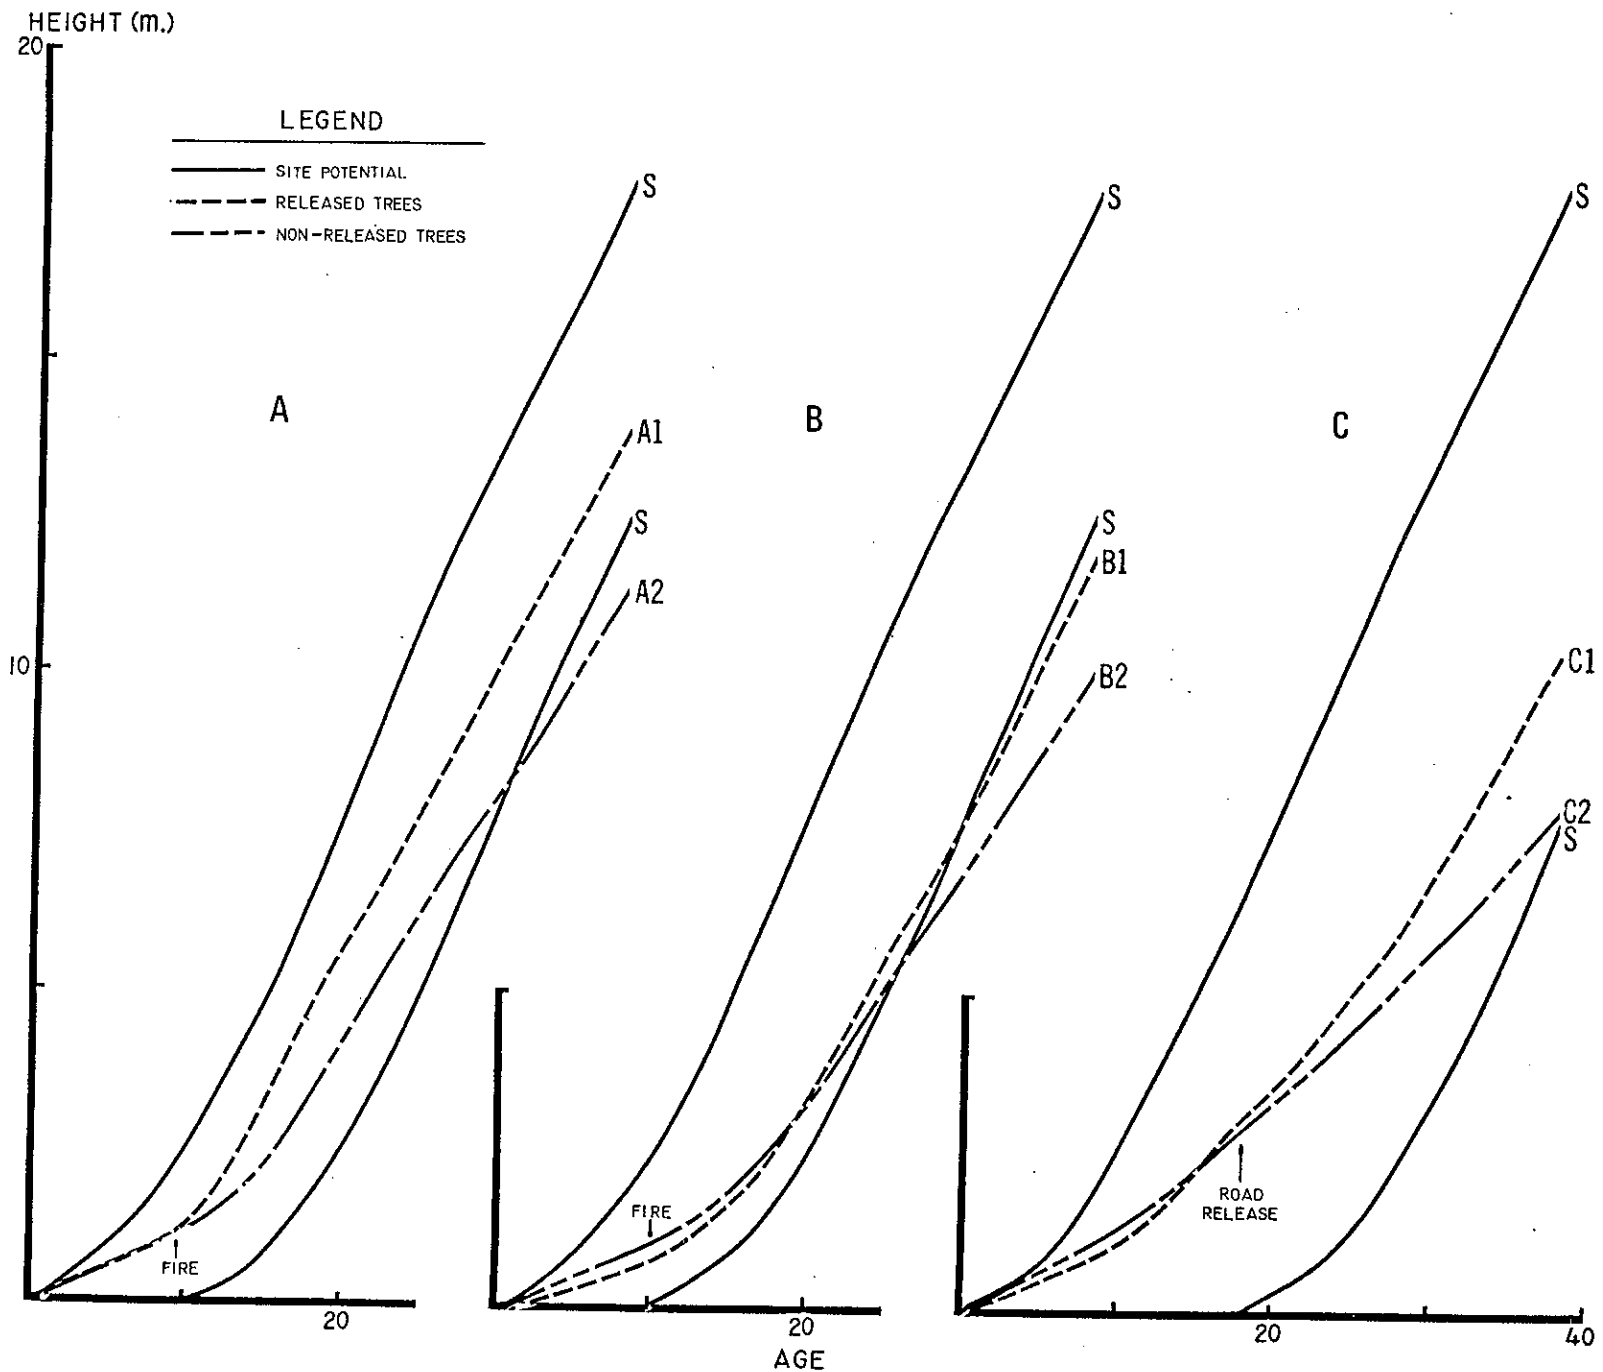 HEIGHT (m.)
20
LEGEND
SITE POTENTIAL
RELEASED TREES
NON-RELEASED TREES
S
S
S
A
B
C
A1
S
A2
S
B1
B2
10
C1
C2
S
FIRE
FIRE
ROAD
RELEASE
20
20
20
40
AGE